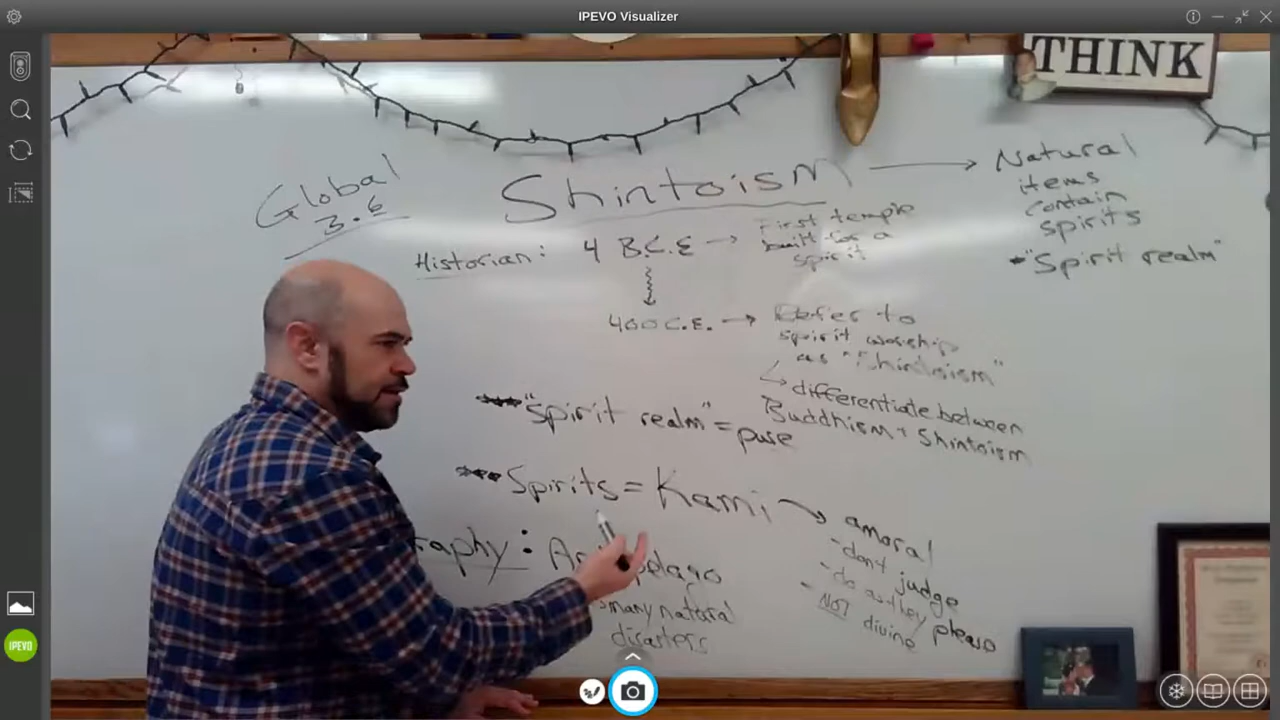 IPEVO Visualizer
THINK
Global
3.6
Shintoism
Natural
items
contain
spirits
"Spirit realm"
Historian: 4 B.C.E
First temple
built for a
spirit
400 C.E.
Refer to
spirit worship
as "Shintoism"
differentiate between
Buddhism + Shintoism
"Spirit realm" = pure
Spirits = Kami
amoral
- don't judge
- do as they please
- NOT divine
raphy:
many natural
disasters
IPEVO